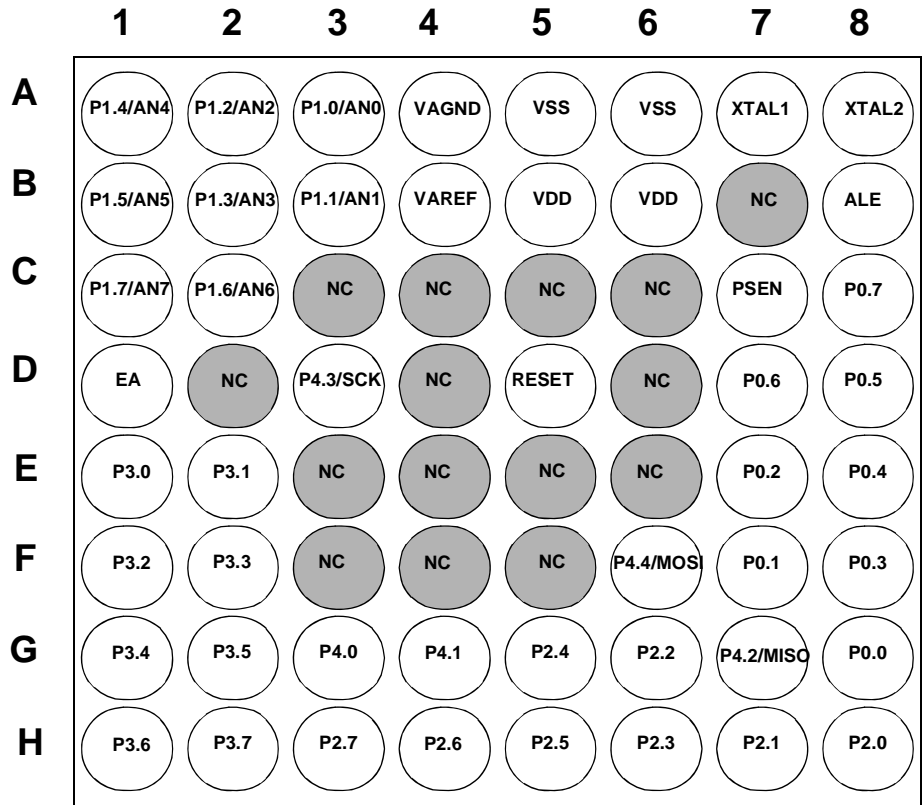 1 2 3 4 5 6 7 8
A P1.4/AN4 P1.2/AN2 P1.0/AN0 VAGND VSS VSS XTAL1 XTAL2
B P1.5/AN5 P1.3/AN3 P1.1/AN1 VAREF VDD VDD NC ALE
C P1.7/AN7 P1.6/AN6 NC NC NC NC PSEN P0.7
D EA NC P4.3/SCK NC RESET NC P0.6 P0.5
E P3.0 P3.1 NC NC NC NC P0.2 P0.4
F P3.2 P3.3 NC NC NC P4.4/MOSI P0.1 P0.3
G P3.4 P3.5 P4.0 P4.1 P2.4 P2.2 P4.2/MISO P0.0
H P3.6 P3.7 P2.7 P2.6 P2.5 P2.3 P2.1 P2.0